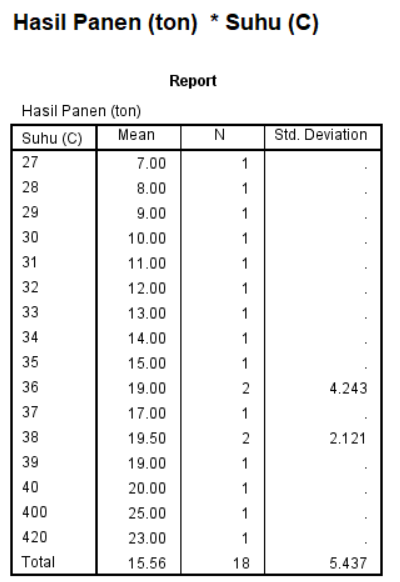 Hasil Panen (ton) * Suhu (C)
Report
Hasil Panen (ton)
Suhu (C) Mean N Std. Deviation
27 7.00 1 .
28 8.00 1 .
29 9.00 1 .
30 10.00 1 .
31 11.00 1 .
32 12.00 1 .
33 13.00 1 .
34 14.00 1 .
35 15.00 1 .
36 19.00 2 4.243
37 17.00 1 .
38 19.50 2 2.121
39 19.00 1 .
40 20.00 1 .
400 25.00 1 .
420 23.00 1 .
Total 15.56 18 5.437